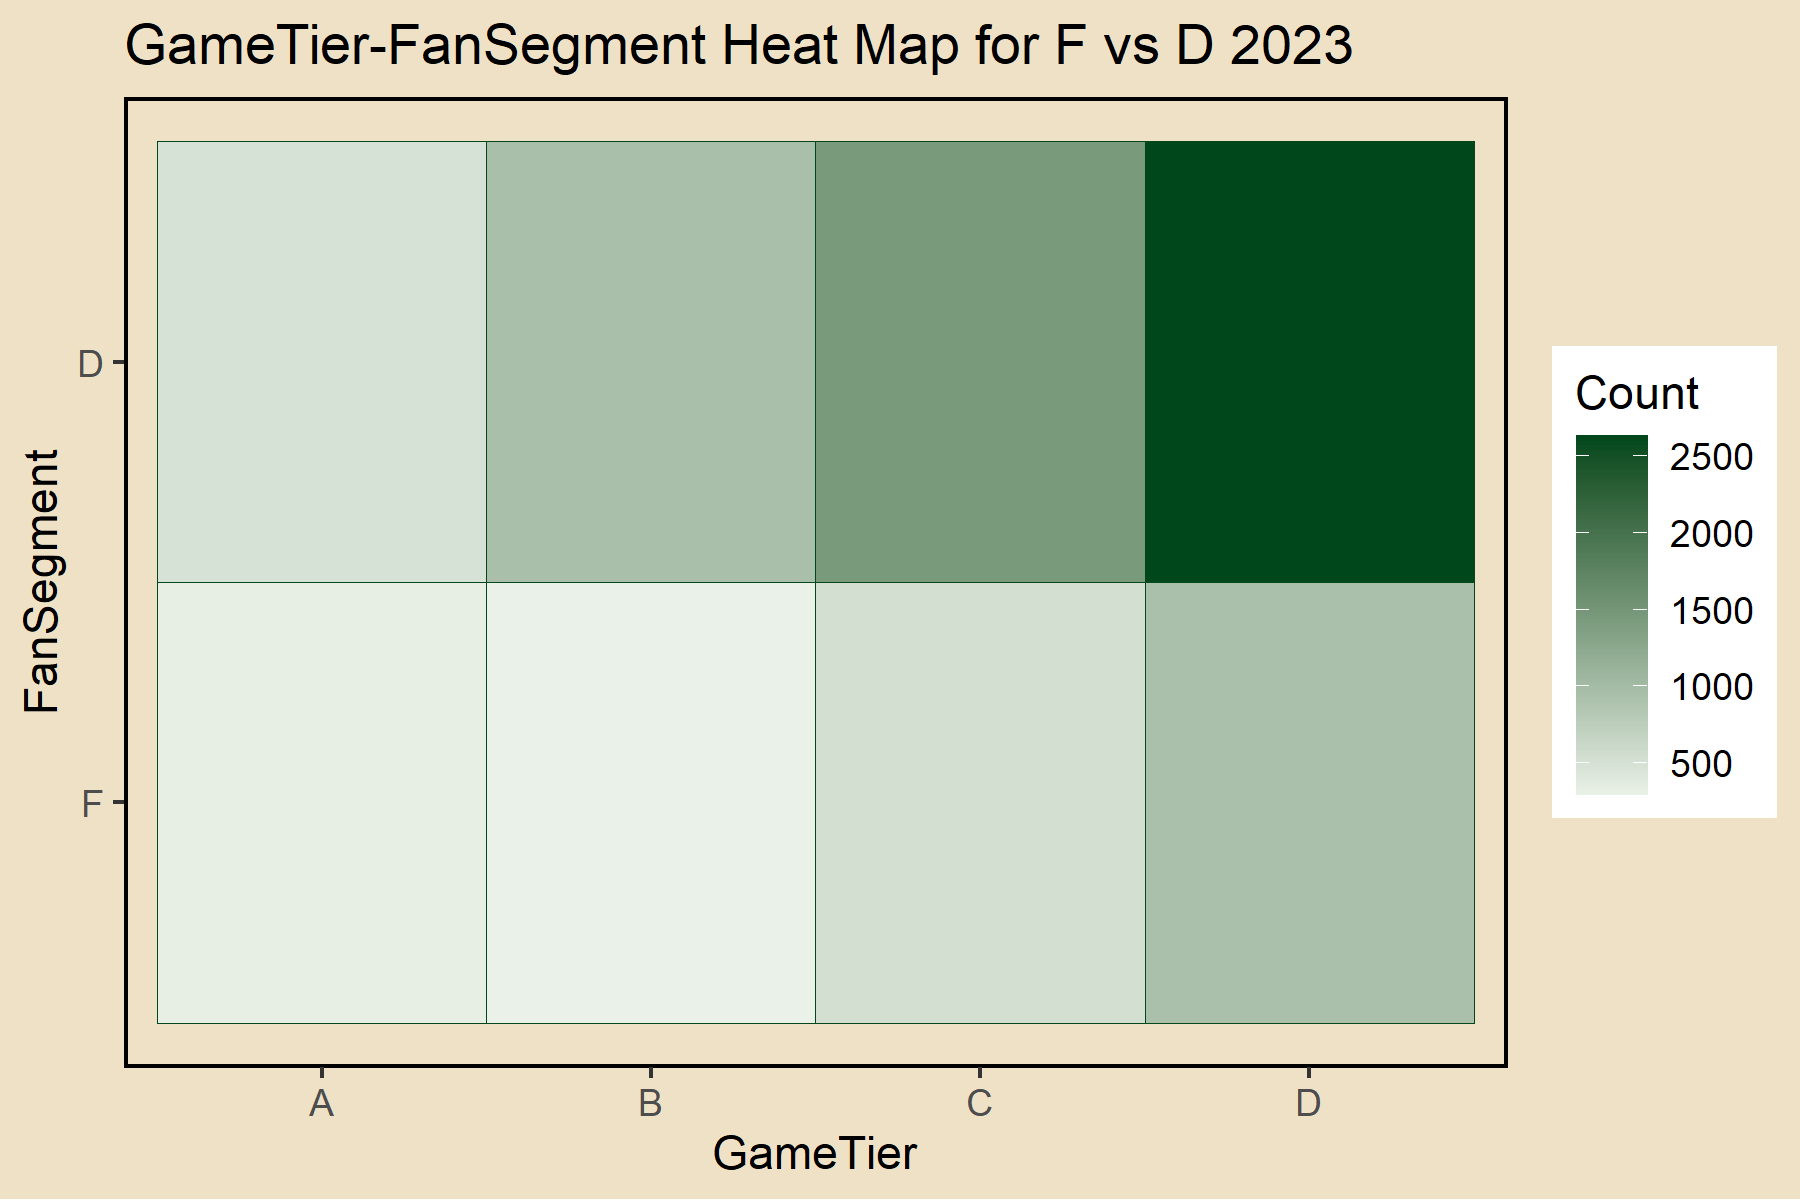 GameTier-FanSegment Heat Map for F vs D 2023
FanSegment
D
F
A
B
C
D
GameTier
Count
2500
2000
1500
1000
500